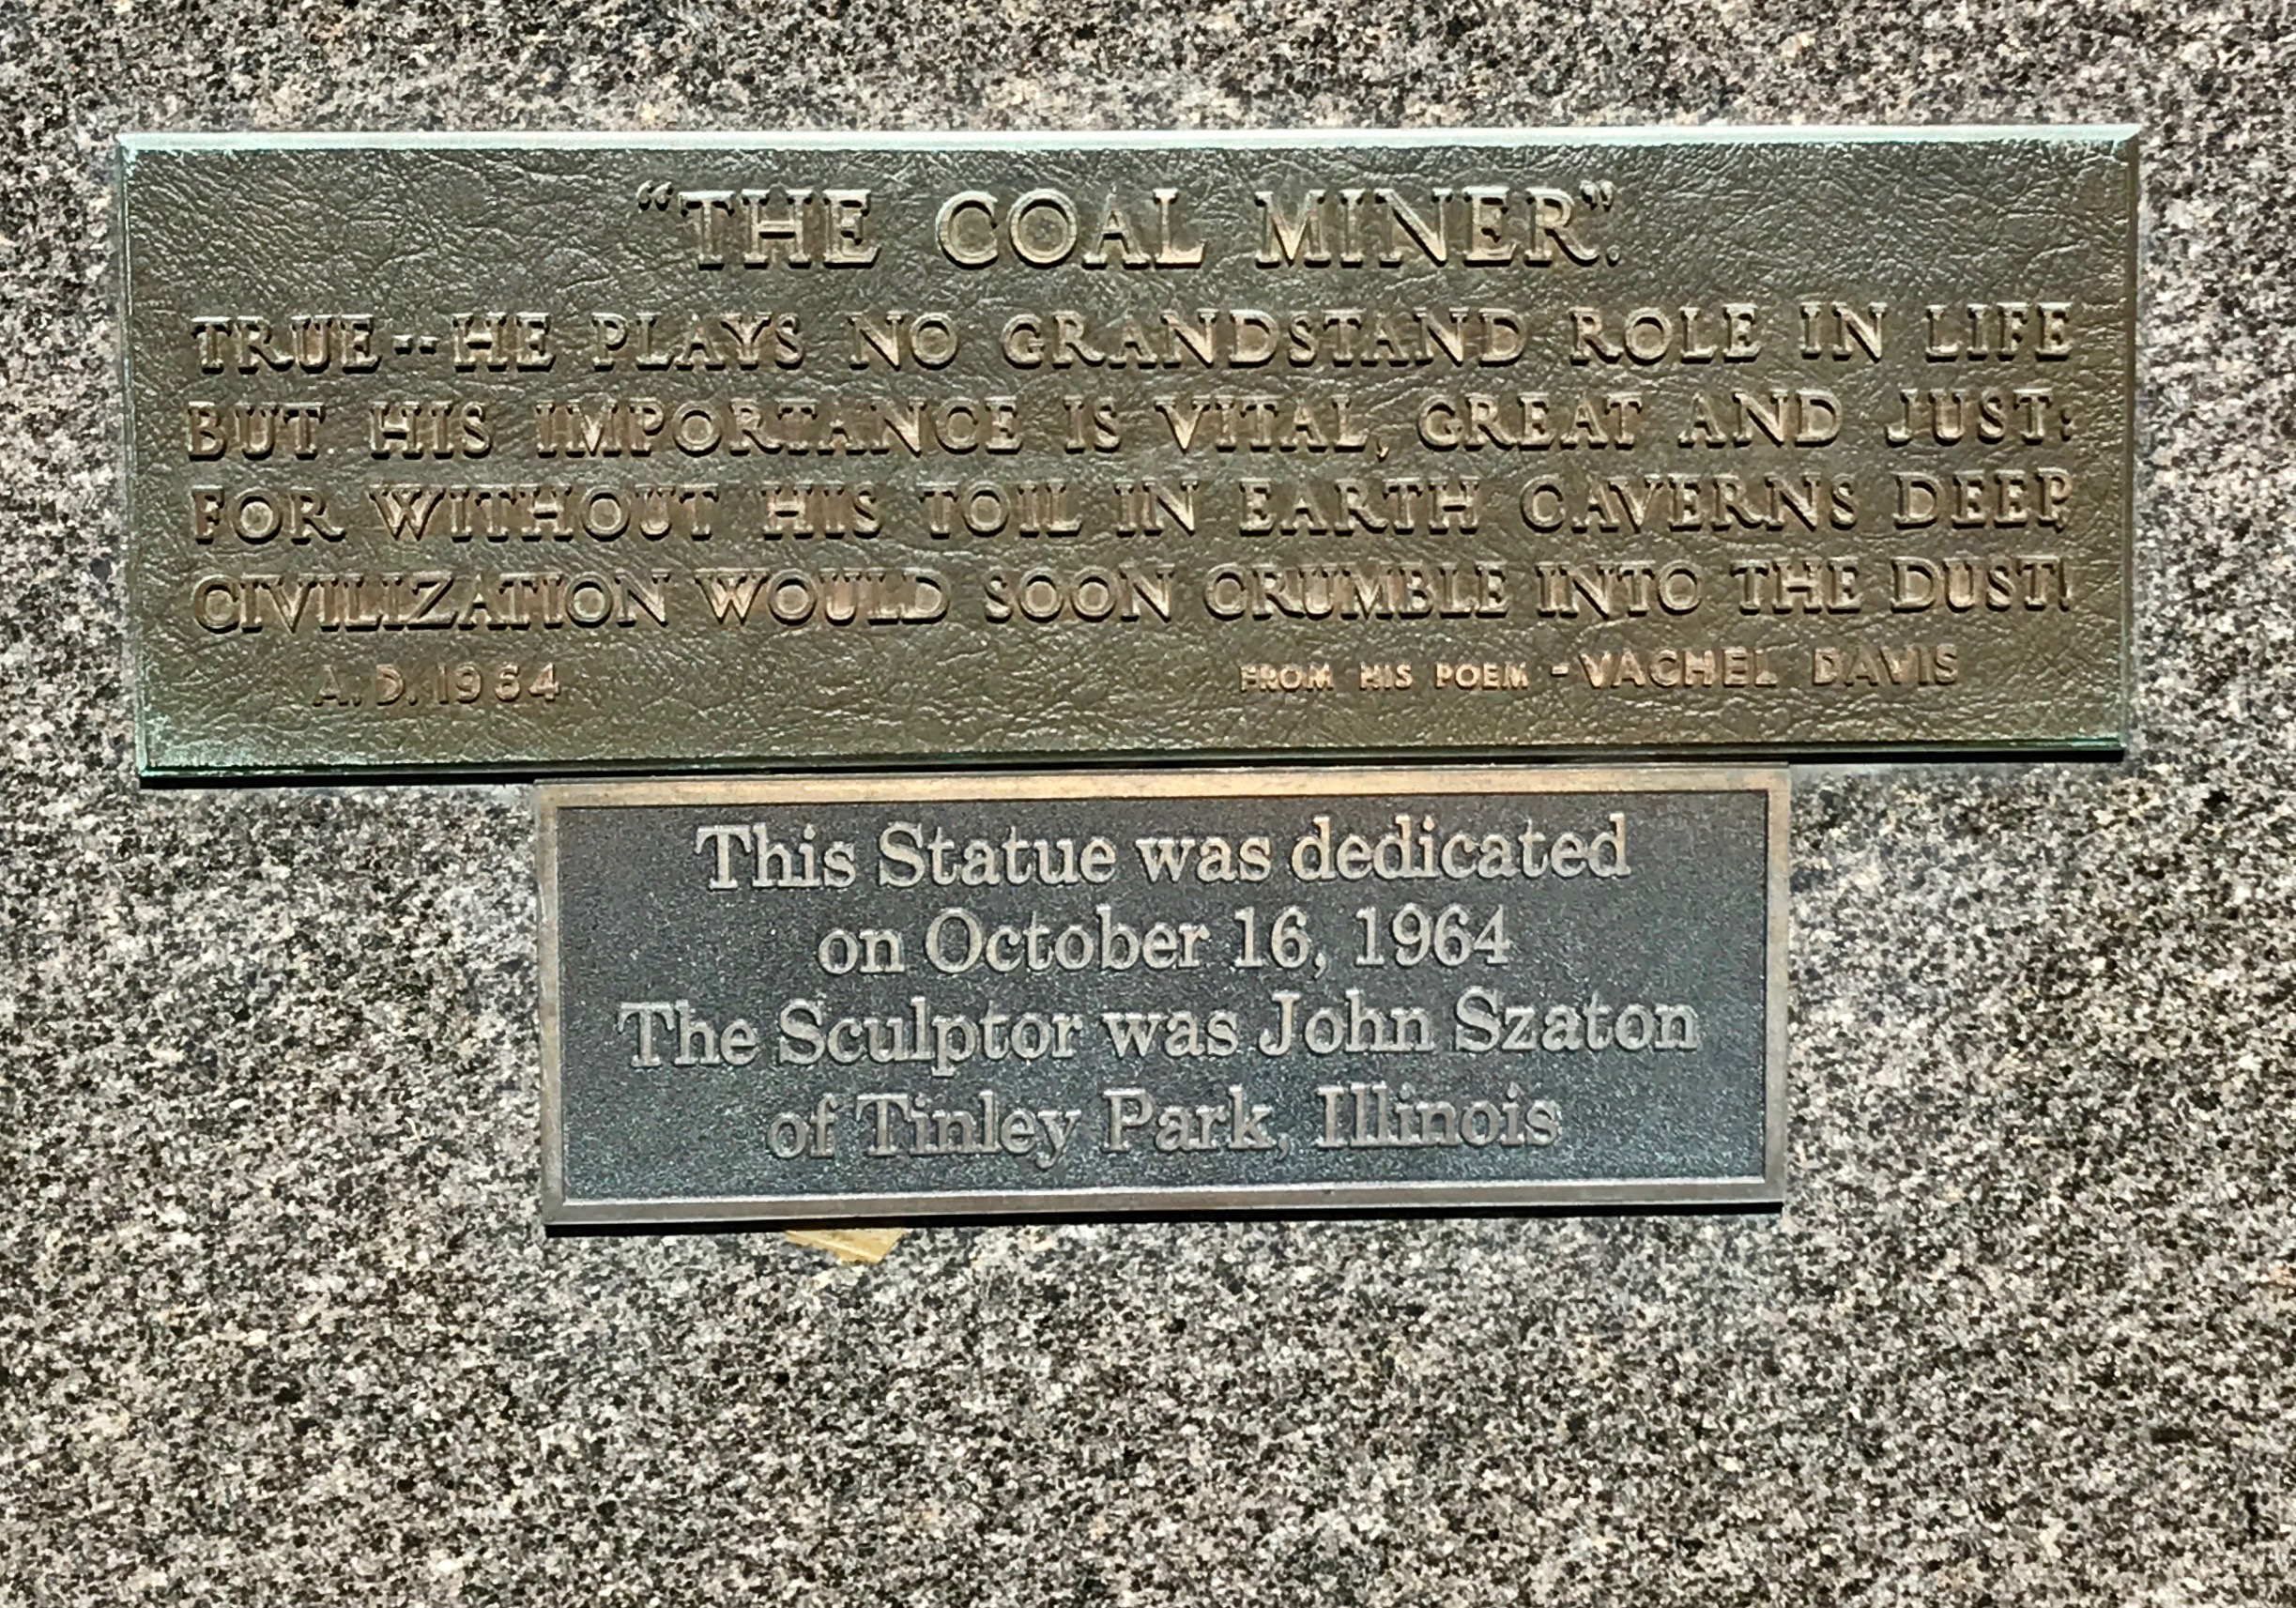 "THE COAL MINER".
TRUE--HE PLAYS NO GRANDSTAND ROLE IN LIFE
BUT HIS IMPORTANCE IS VITAL, GREAT AND JUST:
FOR WITHOUT HIS TOIL IN EARTH CAVERNS DEEP,
CIVILIZATION WOULD SOON CRUMBLE INTO THE DUST!
A.D.1964 FROM HIS POEM - VACHEL DAVIS
This Statue was dedicated
on October 16, 1964
The Sculptor was John Szaton
of Tinley Park, Illinois